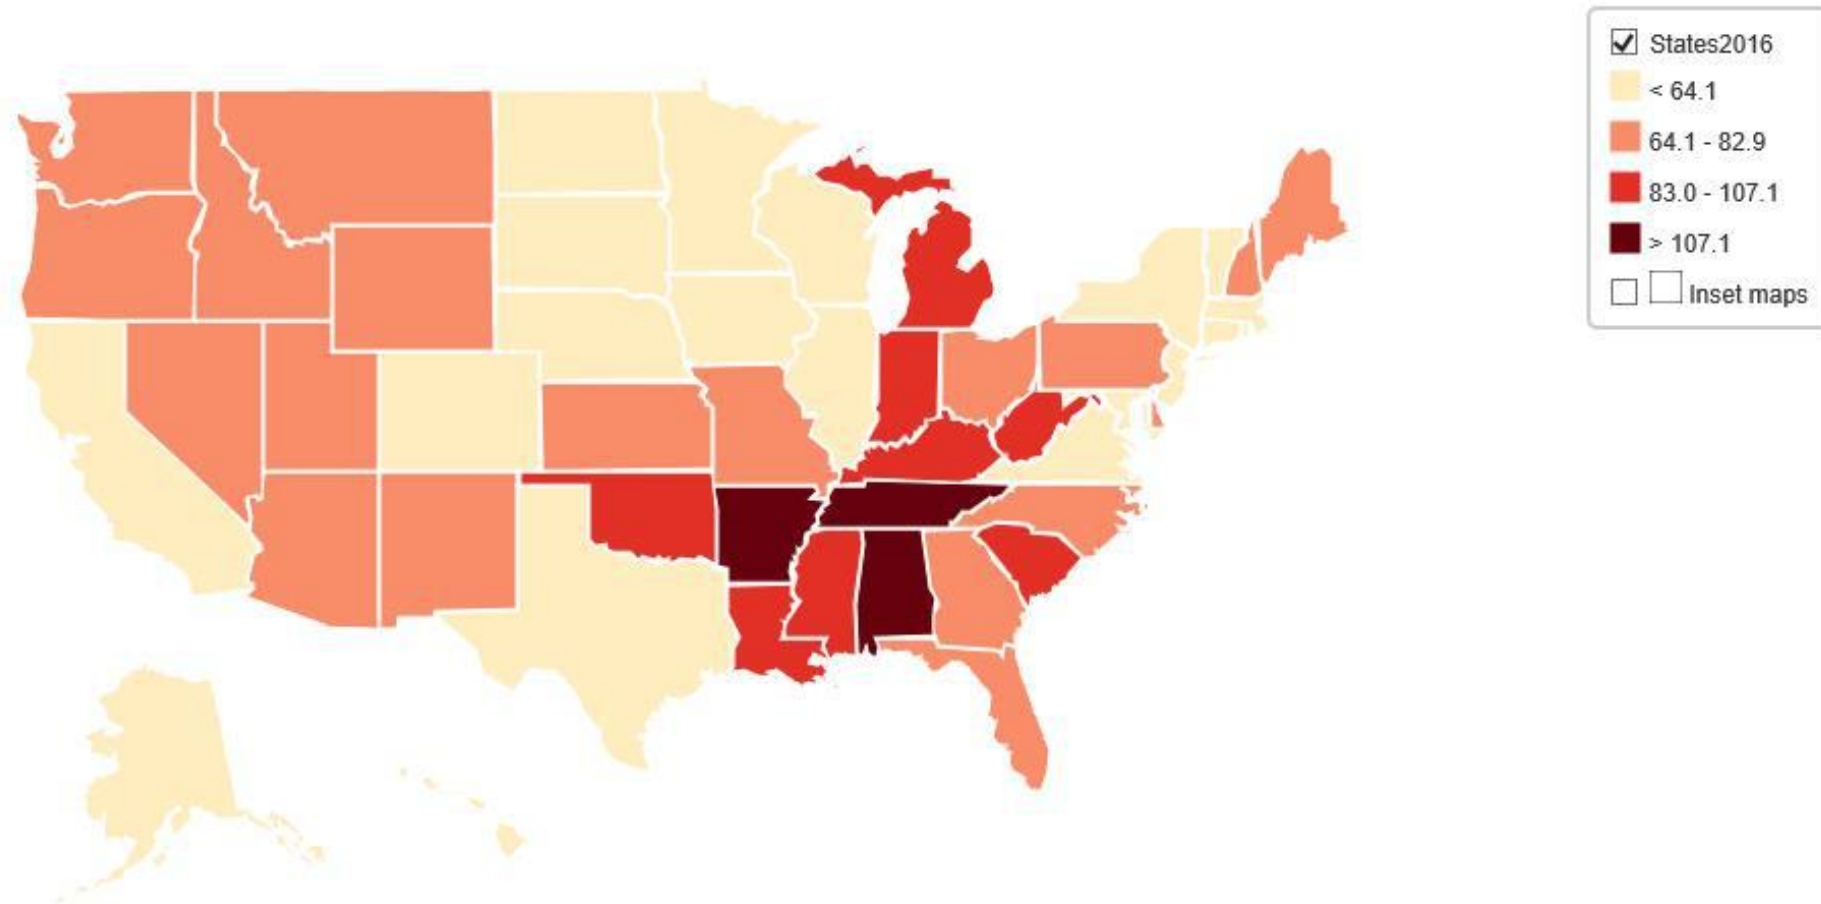 States2016
< 64.1
64.1 - 82.9
83.0 - 107.1
> 107.1
Inset maps